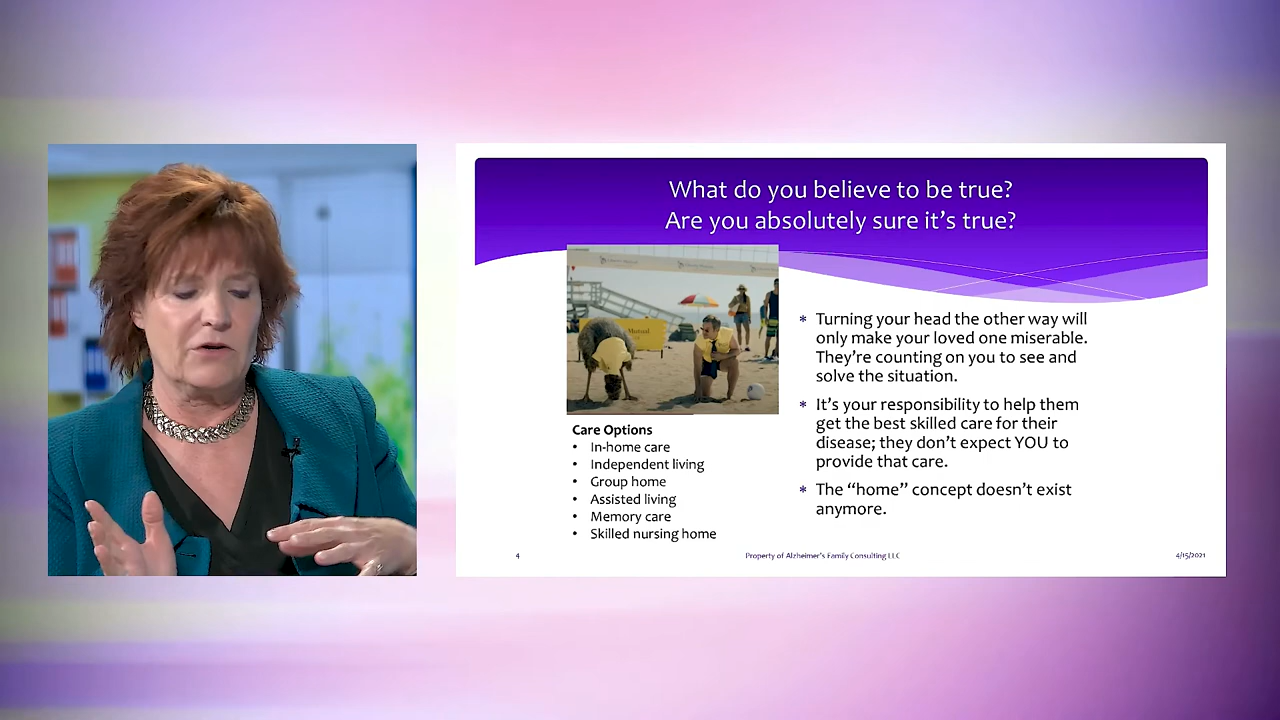 What do you believe to be true?
Are you absolutely sure it's true?
Mutual
Care Options
• In-home care
• Independent living
• Group home
• Assisted living
• Memory care
• Skilled nursing home
* Turning your head the other way will
only make your loved one miserable.
They're counting on you to see and
solve the situation.
* It's your responsibility to help them
get the best skilled care for their
disease; they don't expect YOU to
provide that care.
* The “home” concept doesn't exist
anymore.
4
Property of Alzheimer's Family Consulting LLC
4/15/2021